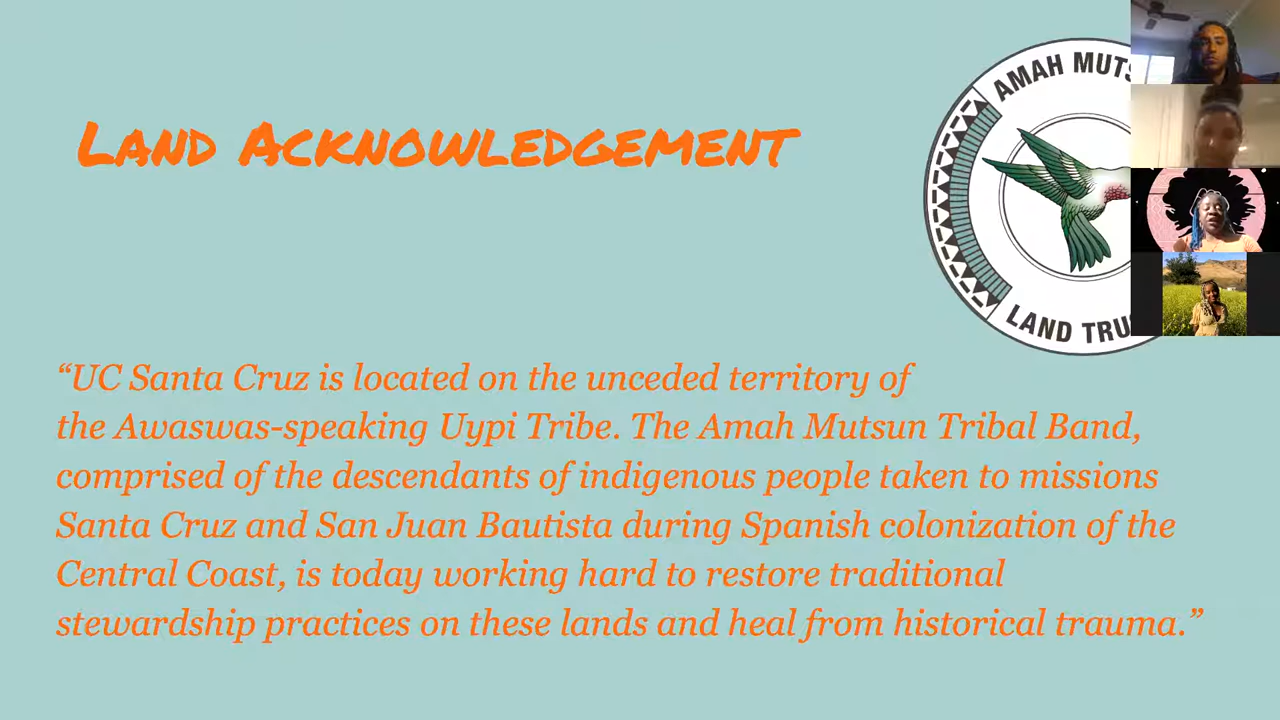 Land Acknowledgement
AMAH MUTS
LAND TRUS
“UC Santa Cruz is located on the unceded territory of
the Awaswas-speaking Uypi Tribe. The Amah Mutsun Tribal Band,
comprised of the descendants of indigenous people taken to missions
Santa Cruz and San Juan Bautista during Spanish colonization of the
Central Coast, is today working hard to restore traditional
stewardship practices on these lands and heal from historical trauma.”